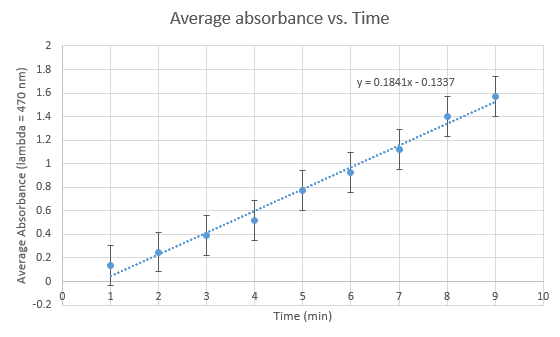 Average absorbance vs. Time
2
1.8
1.6
1.4
1.2
1
0.8
0.6
0.4
0.2
0
-0.2
Average Absorbance (lambda = 470 nm)
y = 0.1841x - 0.1337
0 1 2 3 4 5 6 7 8 9 10
Time (min)